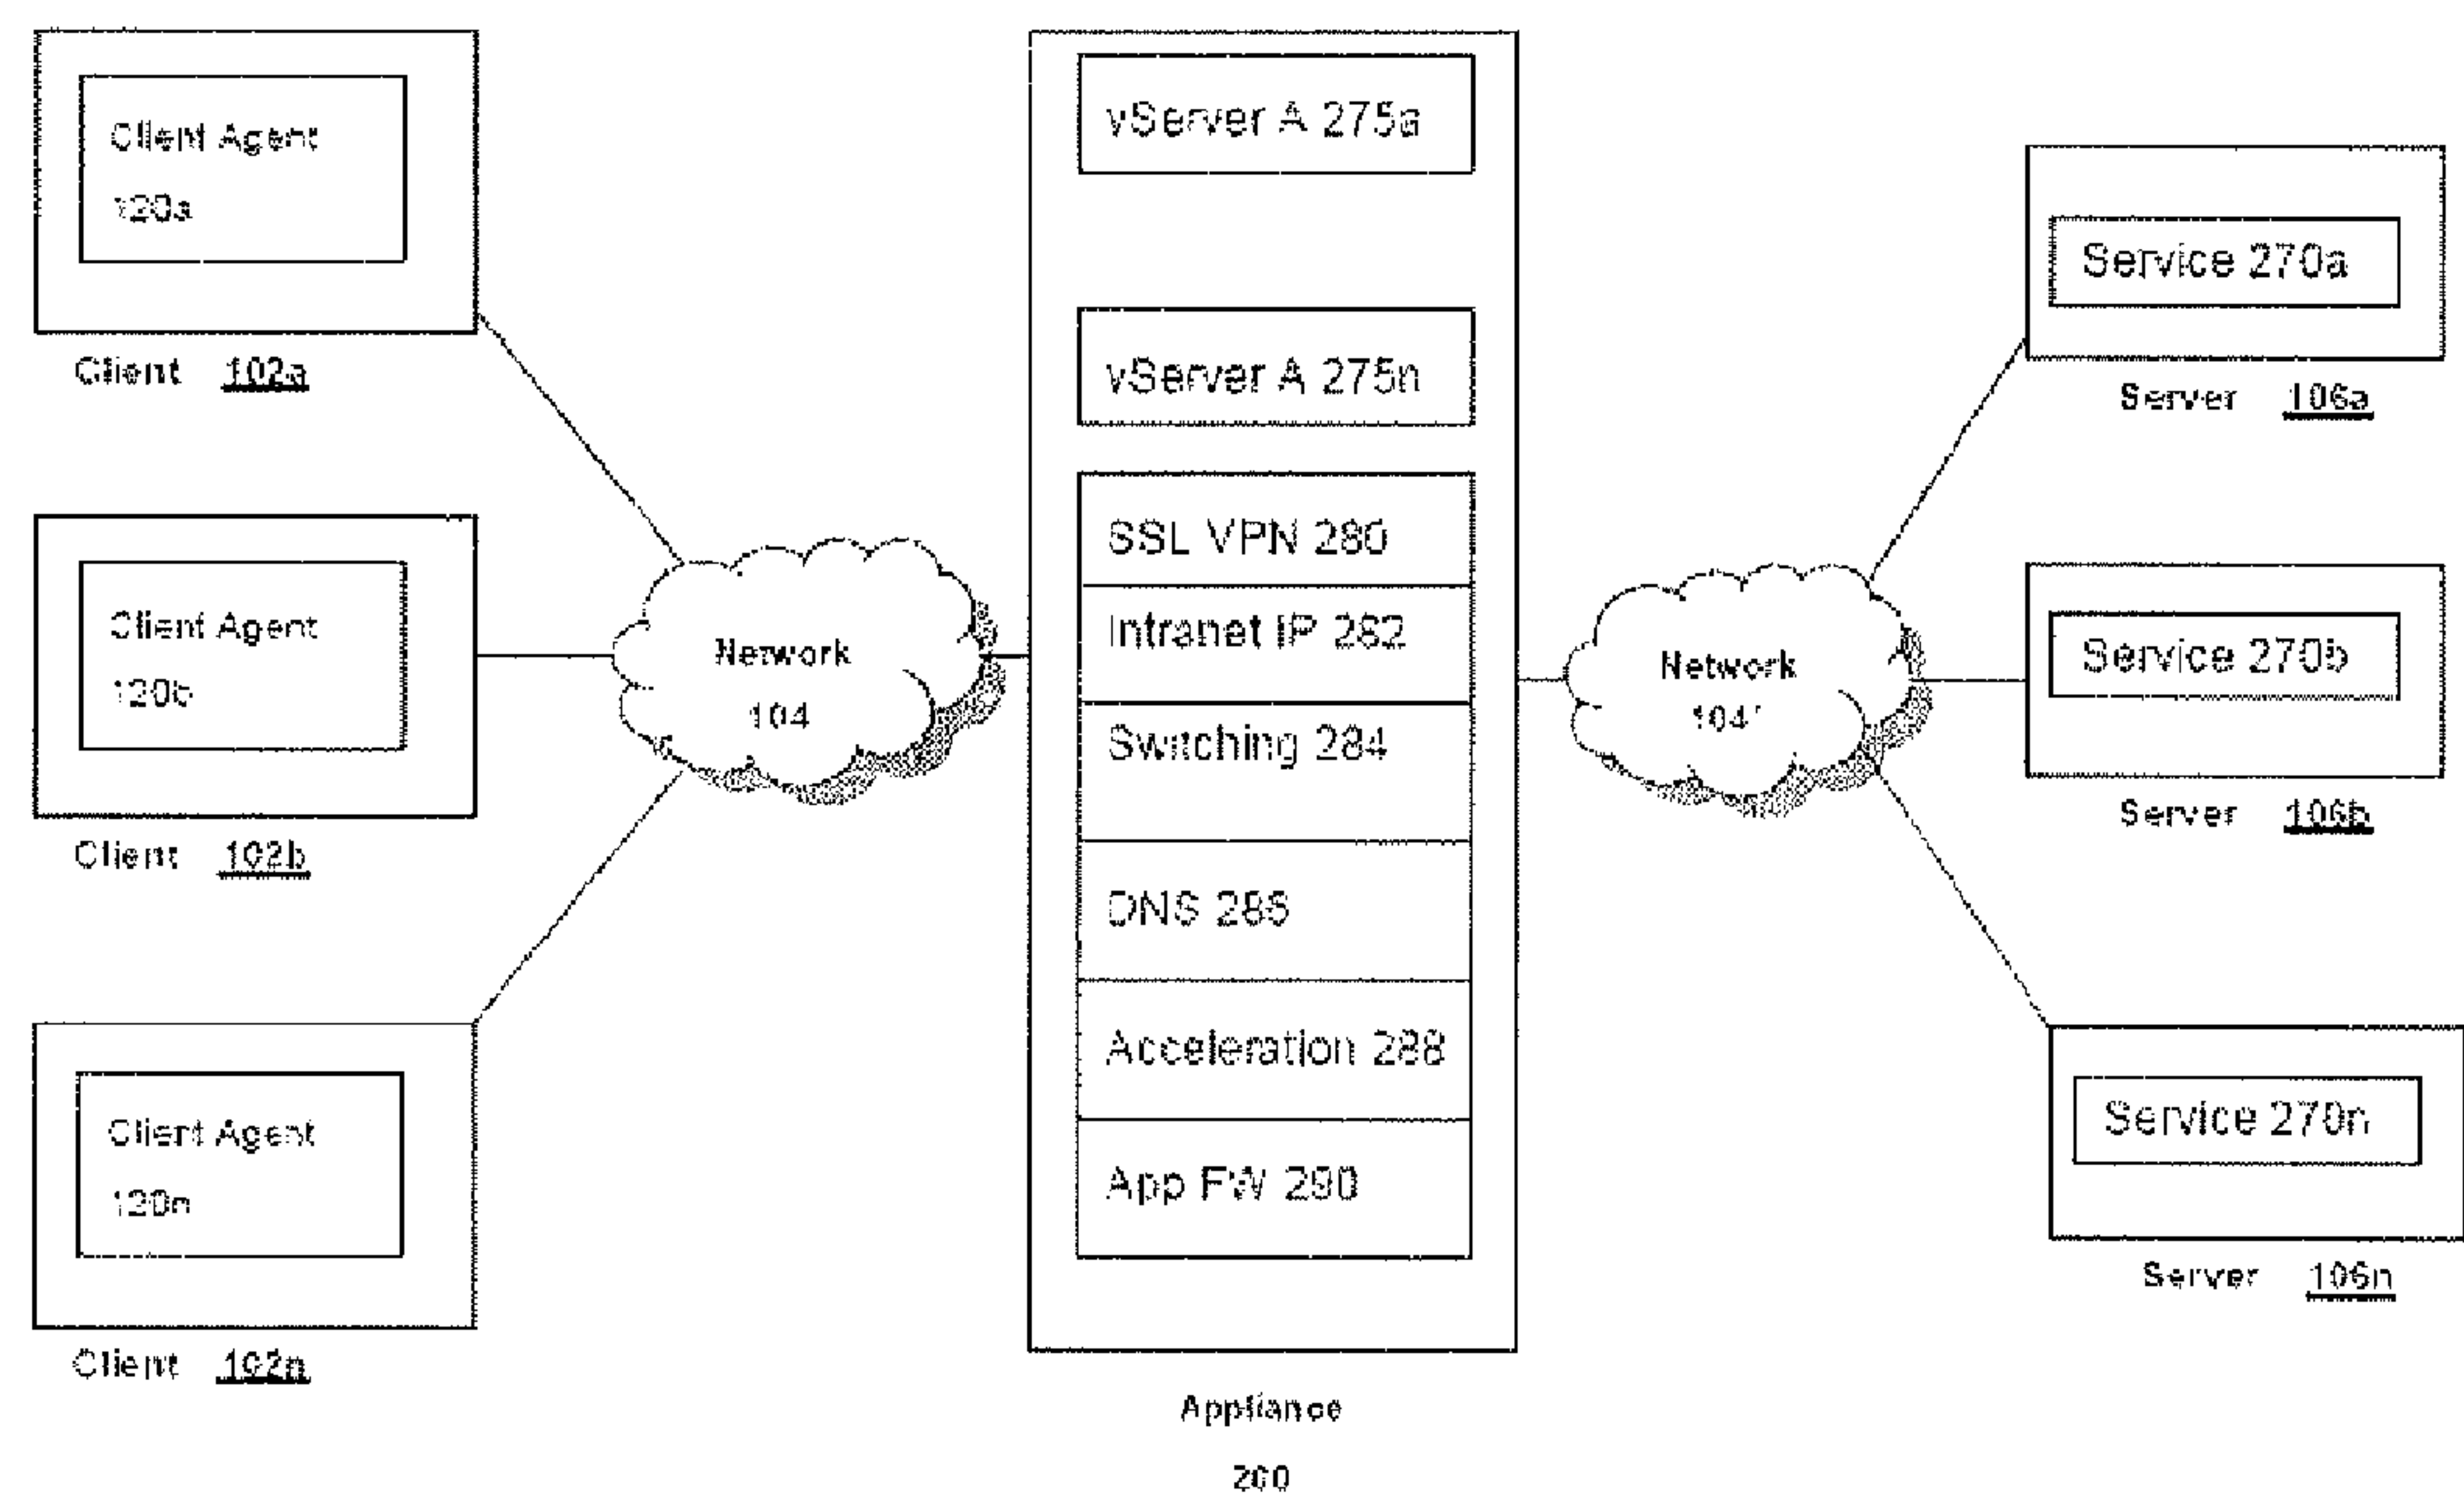 Client Agent
120a
Client 102a
Client Agent
120b
Client 102b
Client Agent
120n
Client 102n
Network
104
vServer A 275a
vServer A 275n
SSL VPN 280
Intranet IP 282
Switching 284
DNS 286
Acceleration 288
App FW 290
Appliance
200
Network
104'
Service 270a
Server 106a
Service 270b
Server 106b
Service 270n
Server 106n